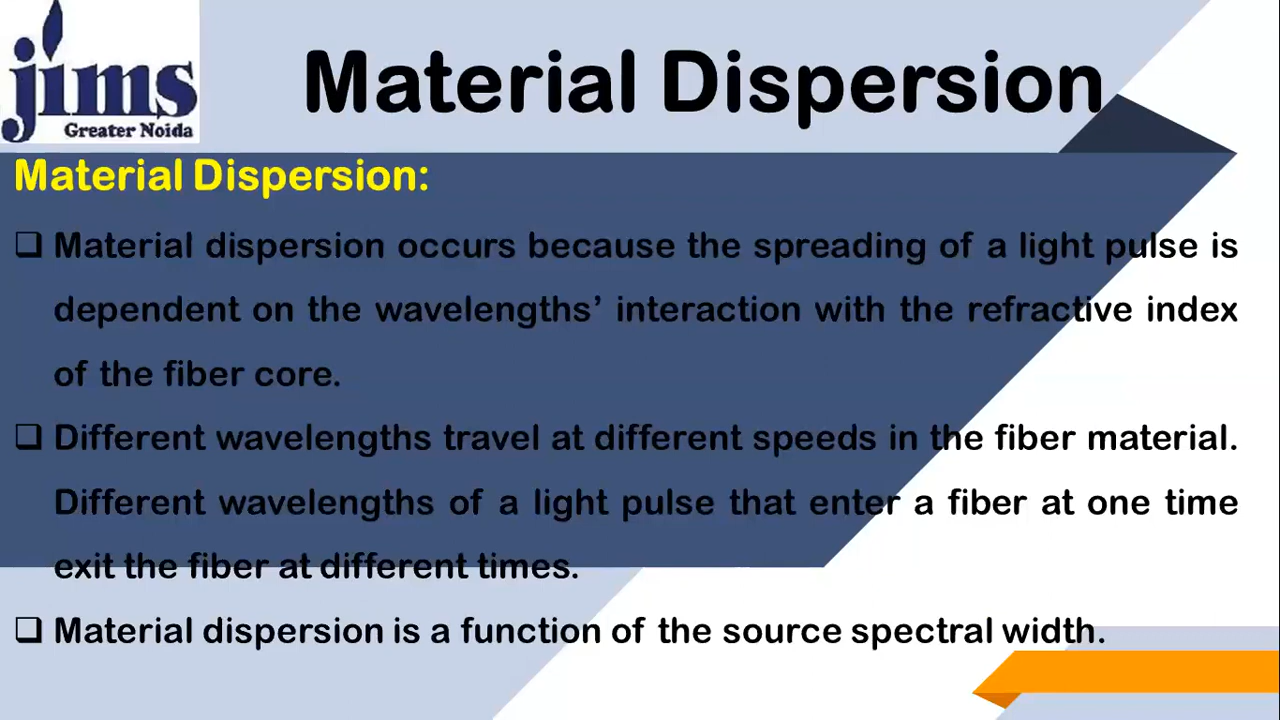 jims
Greater Noida
Material Dispersion
Material Dispersion:
❑ Material dispersion occurs because the spreading of a light pulse is
dependent on the wavelengths’ interaction with the refractive index
of the fiber core.
❑ Different wavelengths travel at different speeds in the fiber material.
Different wavelengths of a light pulse that enter a fiber at one time
exit the fiber at different times.
❑ Material dispersion is a function of the source spectral width.